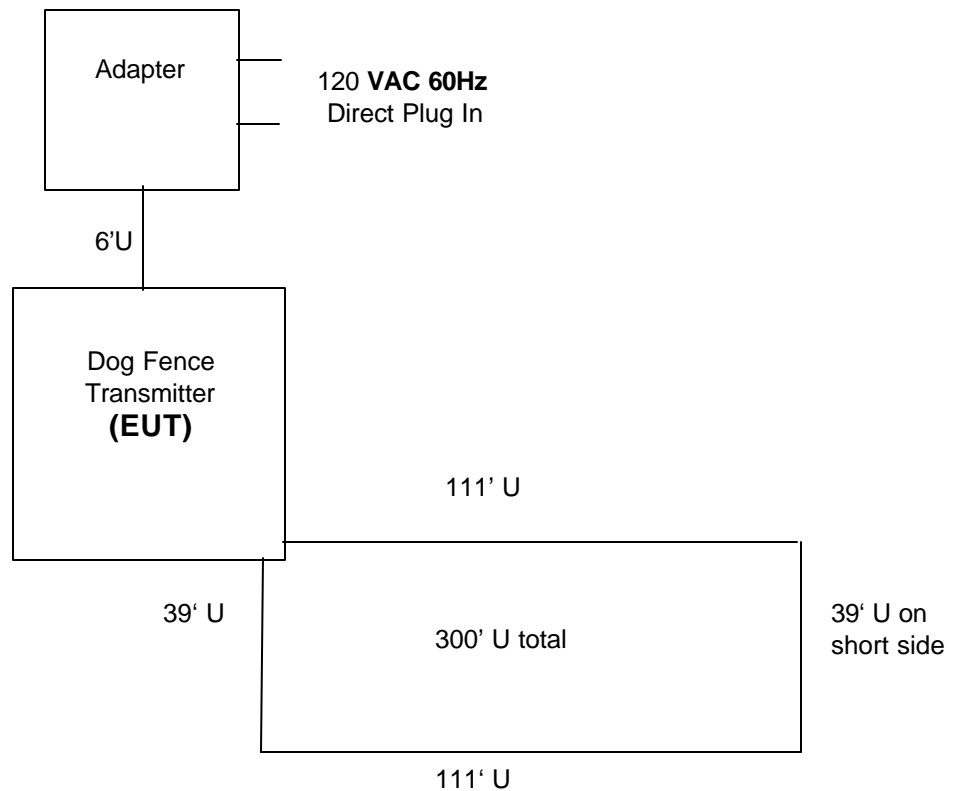 Adapter
120 VAC 60Hz
Direct Plug In
6’U
Dog Fence
Transmitter
(EUT)
111’ U
39‘ U
300’ U total
39‘ U on
short side
111‘ U